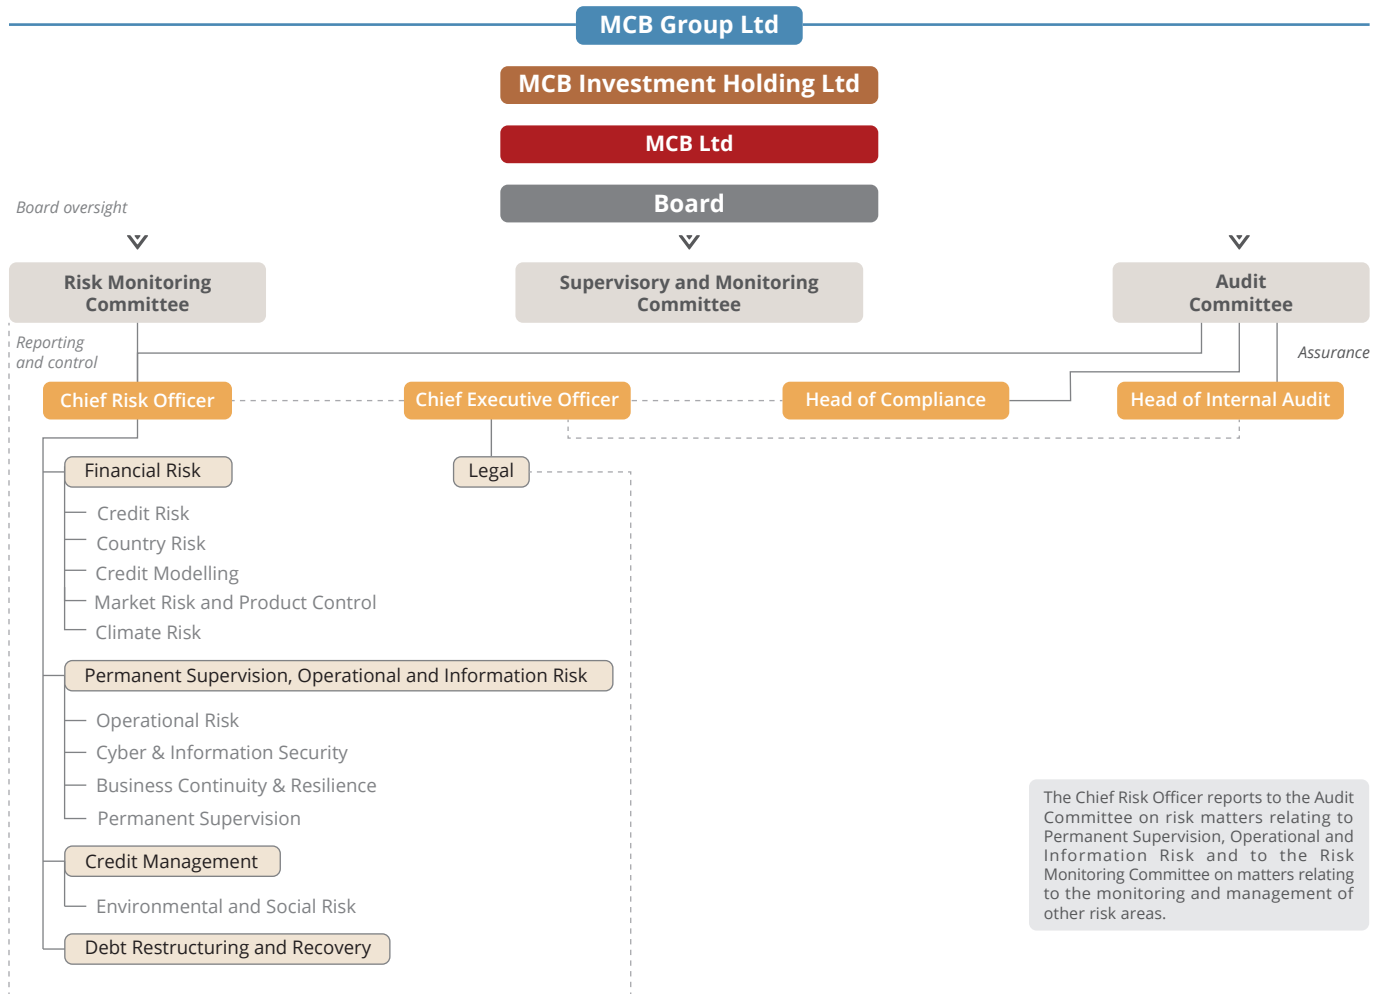 MCB Group Ltd
MCB Investment Holding Ltd
MCB Ltd
Board
Board oversight
Risk Monitoring
Committee
Supervisory and Monitoring
Committee
Audit
Committee
Reporting
and control
Assurance
Chief Risk Officer
Chief Executive Officer
Head of Compliance
Head of Internal Audit
Financial Risk
Legal
Credit Risk
Country Risk
Credit Modelling
Market Risk and Product Control
Climate Risk
Permanent Supervision, Operational and Information Risk
Operational Risk
Cyber & Information Security
Business Continuity & Resilience
Permanent Supervision
Credit Management
Environmental and Social Risk
Debt Restructuring and Recovery
The Chief Risk Officer reports to the Audit
Committee on risk matters relating to
Permanent Supervision, Operational and
Information Risk and to the Risk
Monitoring Committee on matters relating
to the monitoring and management of
other risk areas.